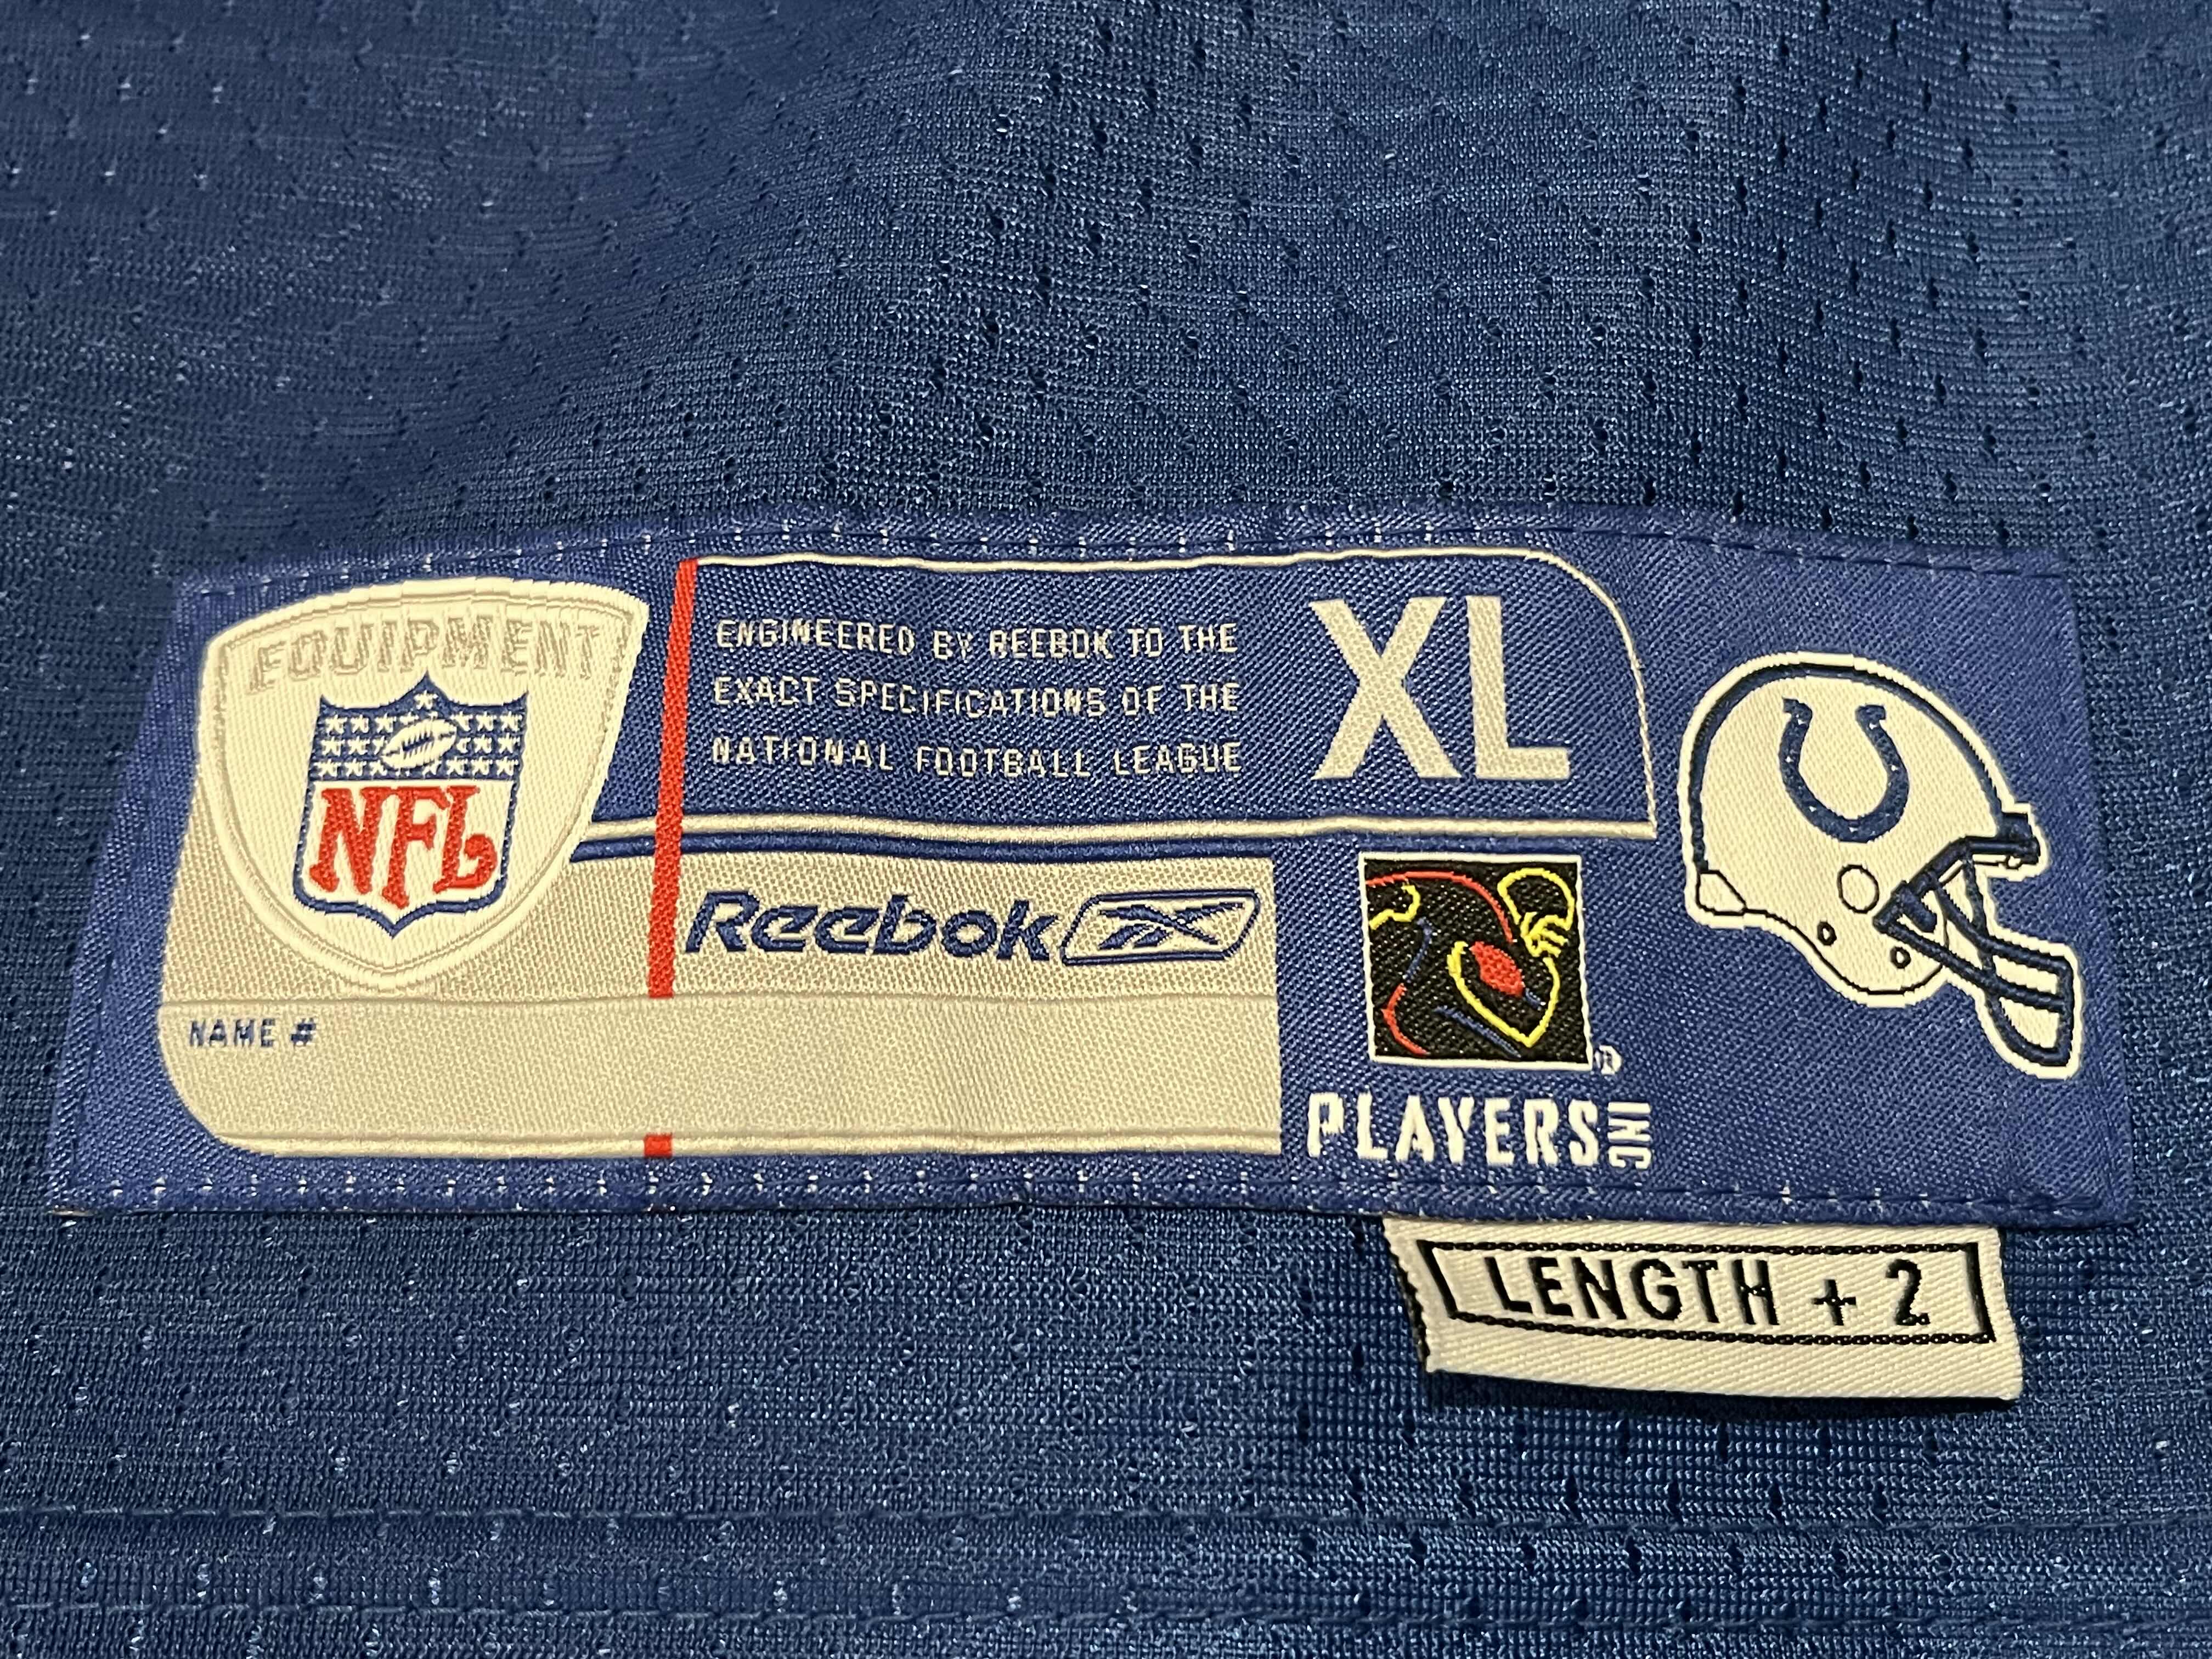 EQUIPMENT
NFL
ENGINEERED BY REEBOK TO THE
EXACT SPECIFICATIONS OF THE
NATIONAL FOOTBALL LEAGUE
XL
Reebok
NAME #
®
PLAYERS INC
LENGTH + 2